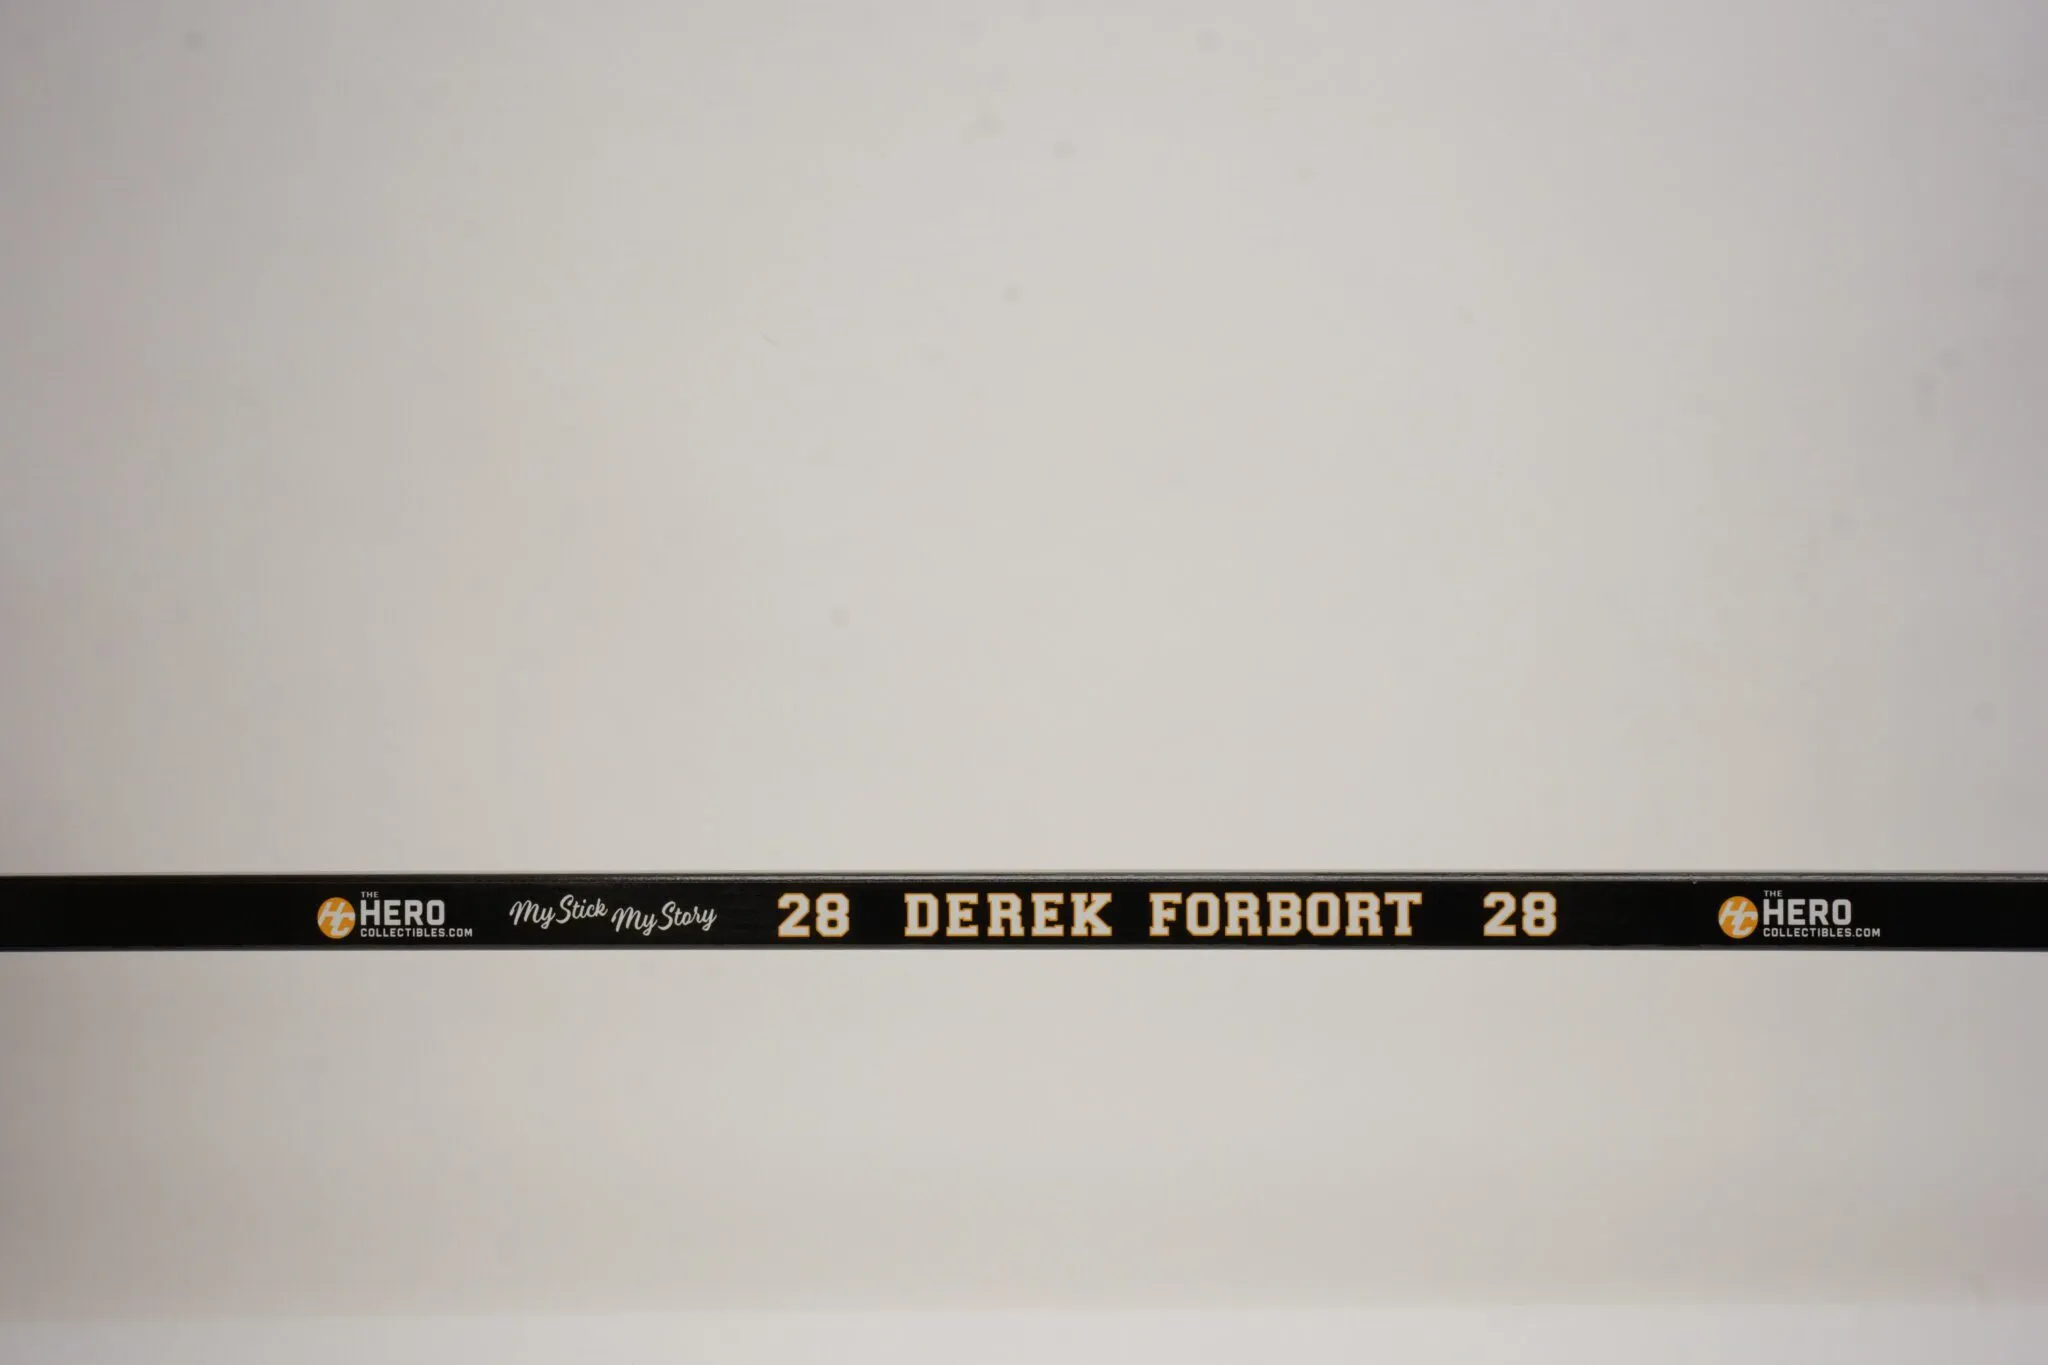 THE
HERO
COLLECTIBLES.COM
My Stick My Story
28 DEREK FORBORT 28
THE
HERO
COLLECTIBLES.COM